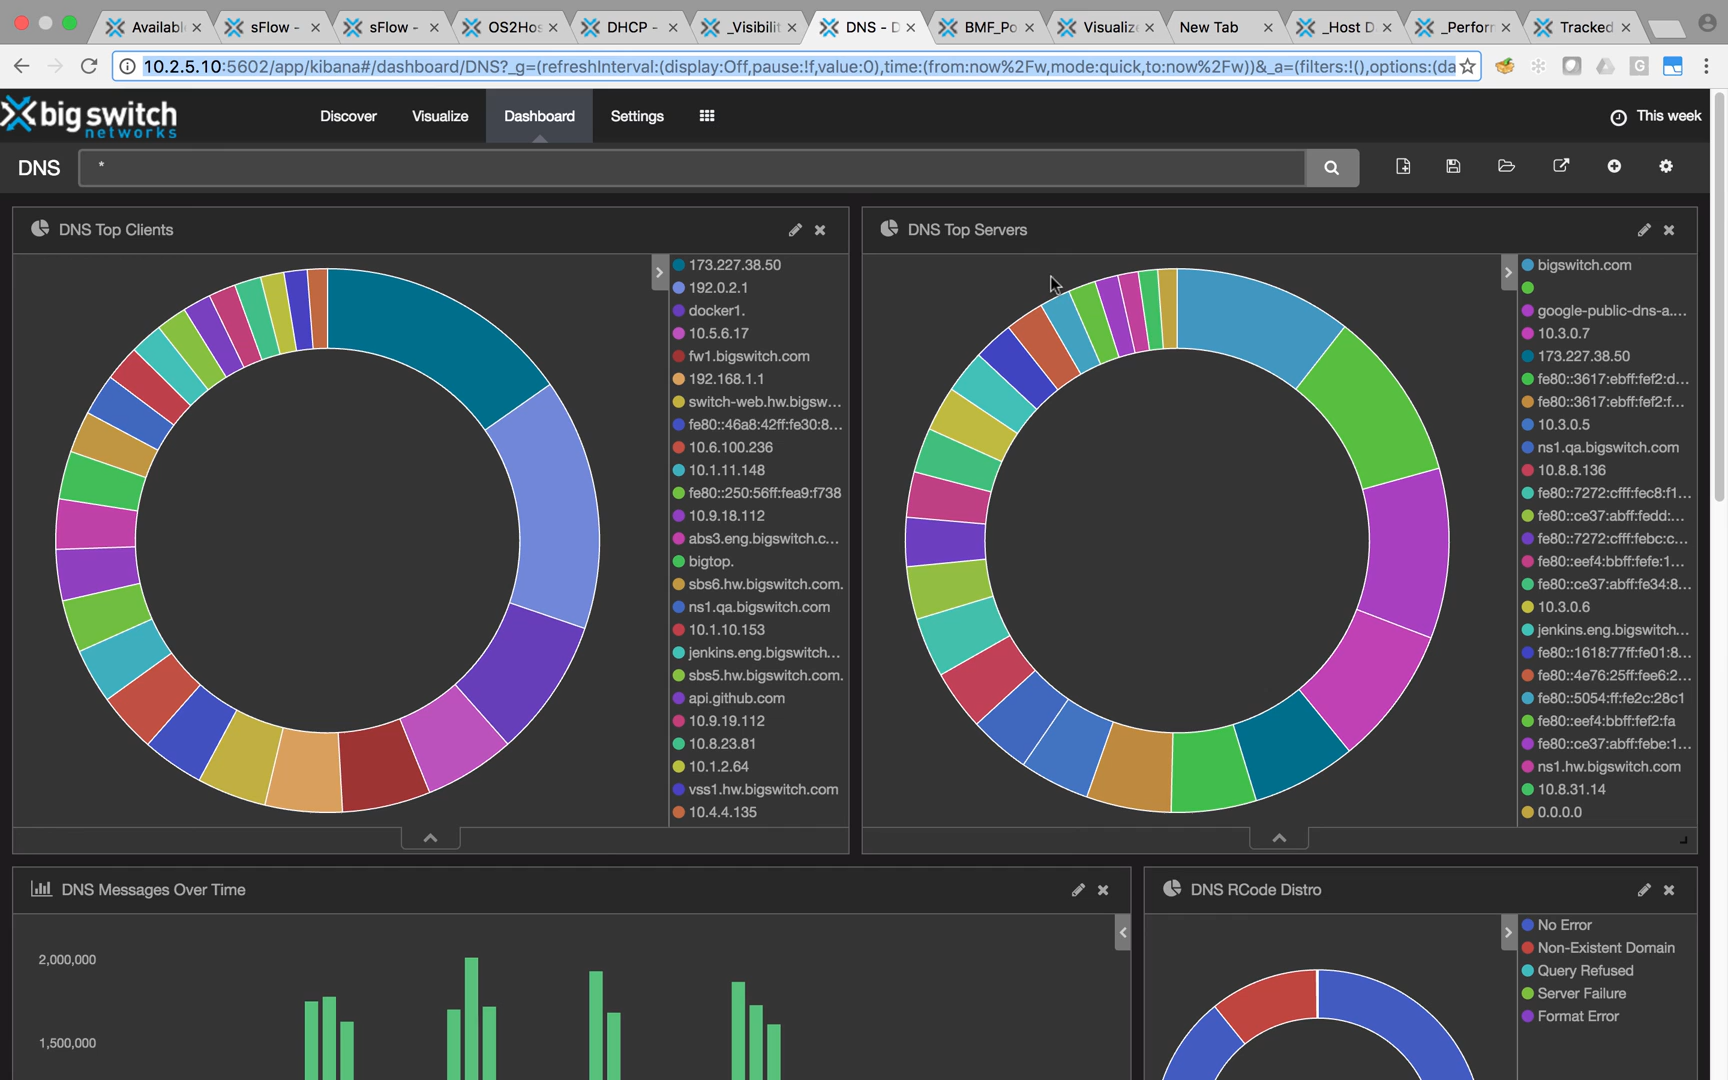 Availabl
sFlow -
sFlow -
OS2Hos
DHCP -
_Visibilit
DNS - D
BMF_Po
Visualize
New Tab
_Host D
_Perforr
Tracked
10.2.5.10:5602/app/kibana#/dashboard/DNS?_g=(refreshInterval:(display:Off,pause:!f,value:0),time:(from:now%2Fw,mode:quick,to:now%2Fw))&_a=(filters:!(),options:(da
big switch
networks
Discover
Visualize
Dashboard
Settings
This week
DNS
*
DNS Top Clients
173.227.38.50
192.0.2.1
docker1.
10.5.6.17
fw1.bigswitch.com
192.168.1.1
switch-web.hw.bigsw...
fe80::46a8:42ff:fe30:8...
10.6.100.236
10.1.11.148
fe80::250:56ff:fea9:f738
10.9.18.112
abs3.eng.bigswitch.c...
bigtop.
sbs6.hw.bigswitch.com.
ns1.qa.bigswitch.com
10.1.10.153
jenkins.eng.bigswitch...
sbs5.hw.bigswitch.com.
api.github.com
10.9.19.112
10.8.23.81
10.1.2.64
vss1.hw.bigswitch.com
10.4.4.135
DNS Top Servers
bigswitch.com
google-public-dns-a....
10.3.0.7
173.227.38.50
fe80::3617:ebff:fef2:d...
fe80::3617:ebff:fef2:f...
10.3.0.5
ns1.qa.bigswitch.com
10.8.8.136
fe80::7272:cfff:fec8:f1...
fe80::ce37:abff:fedd:...
fe80::7272:cfff:febc:c...
fe80::eef4:bbff:fefe:1...
fe80::ce37:abff:fe34:8...
10.3.0.6
jenkins.eng.bigswitch...
fe80::1618:77ff:fe01:8...
fe80::4e76:25ff:fee6:2...
fe80::5054:ff:fe2c:28c1
fe80::eef4:bbff:fef2:fa
fe80::ce37:abff:febe:1...
ns1.hw.bigswitch.com
10.8.31.14
0.0.0.0
DNS Messages Over Time
2,000,000
1,500,000
DNS RCode Distro
No Error
Non-Existent Domain
Query Refused
Server Failure
Format Error